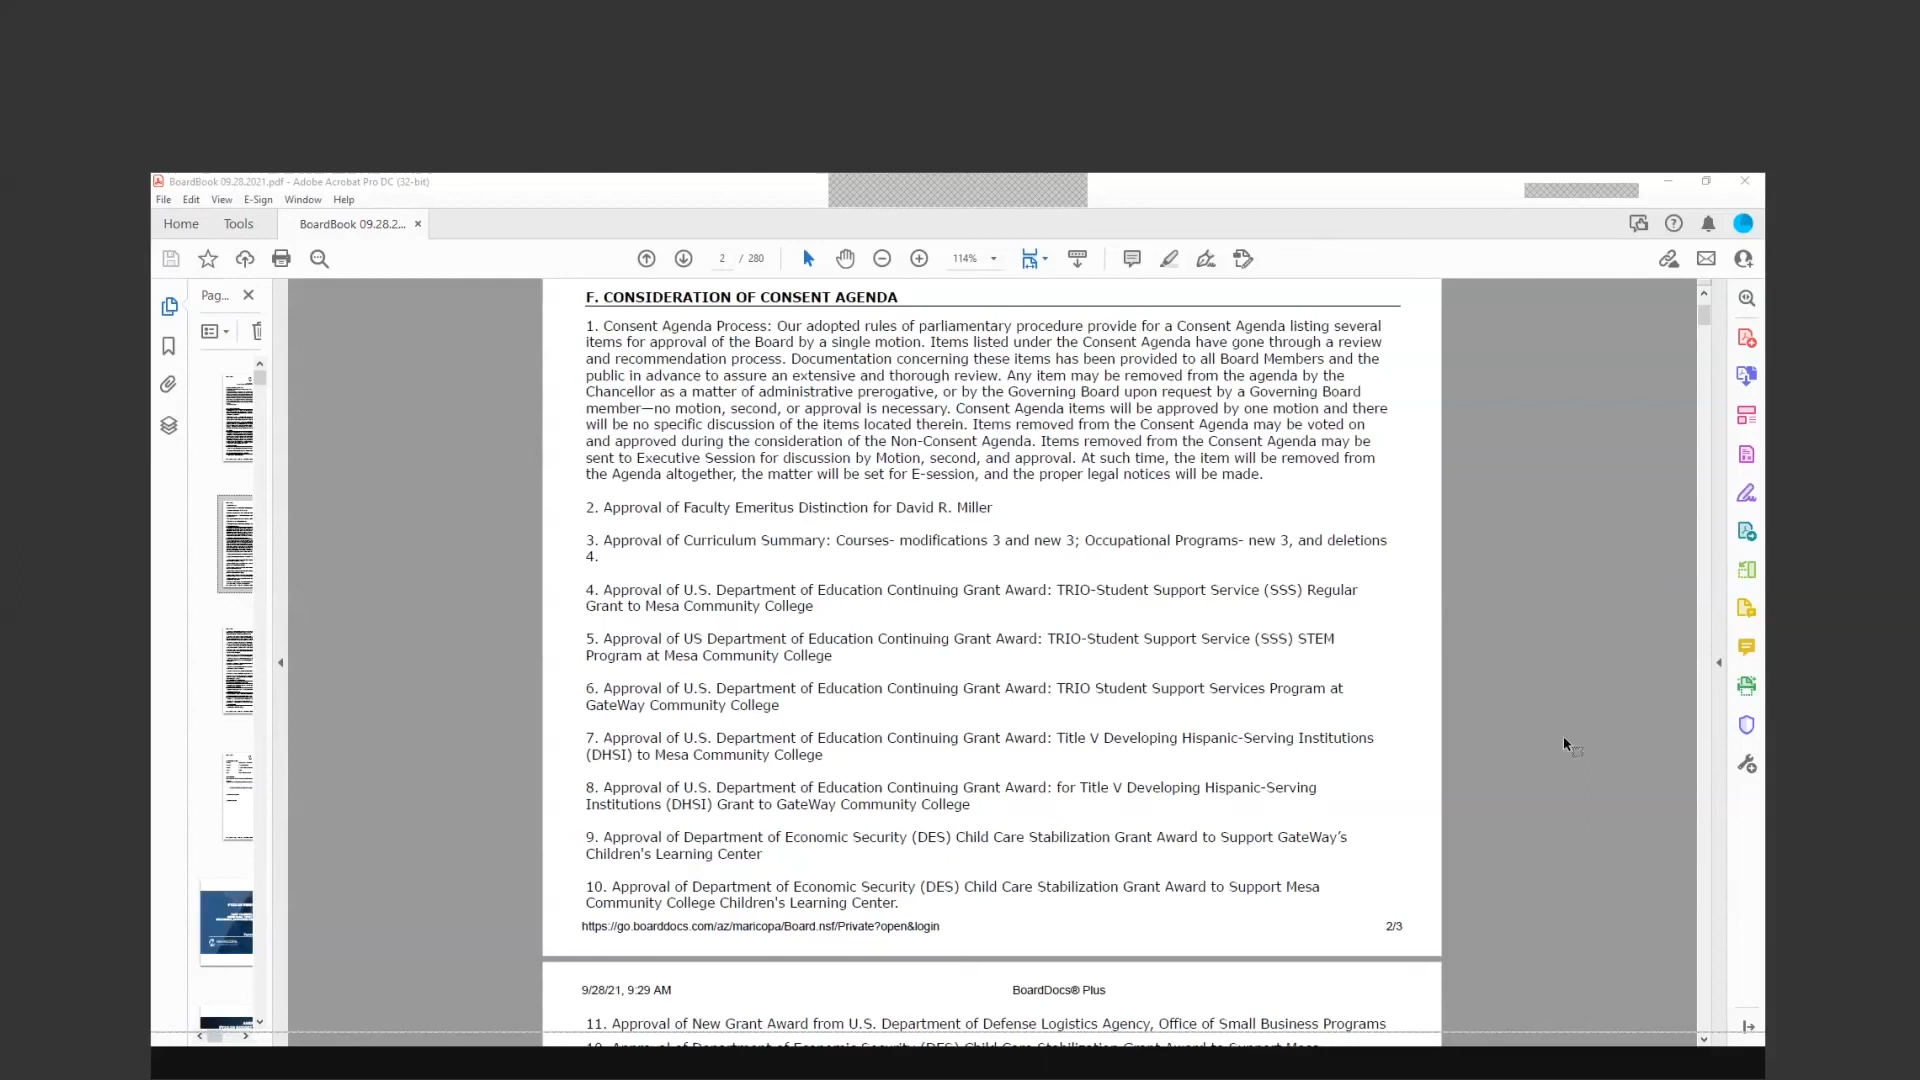 BoardBook 09.28.2021.pdf - Adobe Acrobat Pro DC (32-bit)
File Edit View E-Sign Window Help
Home Tools BoardBook 09.28.2...
2 / 280 114%
Pag...
F. CONSIDERATION OF CONSENT AGENDA
1. Consent Agenda Process: Our adopted rules of parliamentary procedure provide for a Consent Agenda listing several
items for approval of the Board by a single motion. Items listed under the Consent Agenda have gone through a review
and recommendation process. Documentation concerning these items has been provided to all Board Members and the
public in advance to assure an extensive and thorough review. Any item may be removed from the agenda by the
Chancellor as a matter of administrative prerogative, or by the Governing Board upon request by a Governing Board
member—no motion, second, or approval is necessary. Consent Agenda items will be approved by one motion and there
will be no specific discussion of the items located therein. Items removed from the Consent Agenda may be voted on
and approved during the consideration of the Non-Consent Agenda. Items removed from the Consent Agenda may be
sent to Executive Session for discussion by Motion, second, and approval. At such time, the item will be removed from
the Agenda altogether, the matter will be set for E-session, and the proper legal notices will be made.
2. Approval of Faculty Emeritus Distinction for David R. Miller
3. Approval of Curriculum Summary: Courses- modifications 3 and new 3; Occupational Programs- new 3, and deletions
4.
4. Approval of U.S. Department of Education Continuing Grant Award: TRIO-Student Support Service (SSS) Regular
Grant to Mesa Community College
5. Approval of US Department of Education Continuing Grant Award: TRIO-Student Support Service (SSS) STEM
Program at Mesa Community College
6. Approval of U.S. Department of Education Continuing Grant Award: TRIO Student Support Services Program at
GateWay Community College
7. Approval of U.S. Department of Education Continuing Grant Award: Title V Developing Hispanic-Serving Institutions
(DHSI) to Mesa Community College
8. Approval of U.S. Department of Education Continuing Grant Award: for Title V Developing Hispanic-Serving
Institutions (DHSI) Grant to GateWay Community College
9. Approval of Department of Economic Security (DES) Child Care Stabilization Grant Award to Support GateWay’s
Children's Learning Center
10. Approval of Department of Economic Security (DES) Child Care Stabilization Grant Award to Support Mesa
Community College Children's Learning Center.
https://go.boarddocs.com/az/maricopa/Board.nsf/Private?open&login 2/3
9/28/21, 9:29 AM BoardDocs® Plus
11. Approval of New Grant Award from U.S. Department of Defense Logistics Agency, Office of Small Business Programs